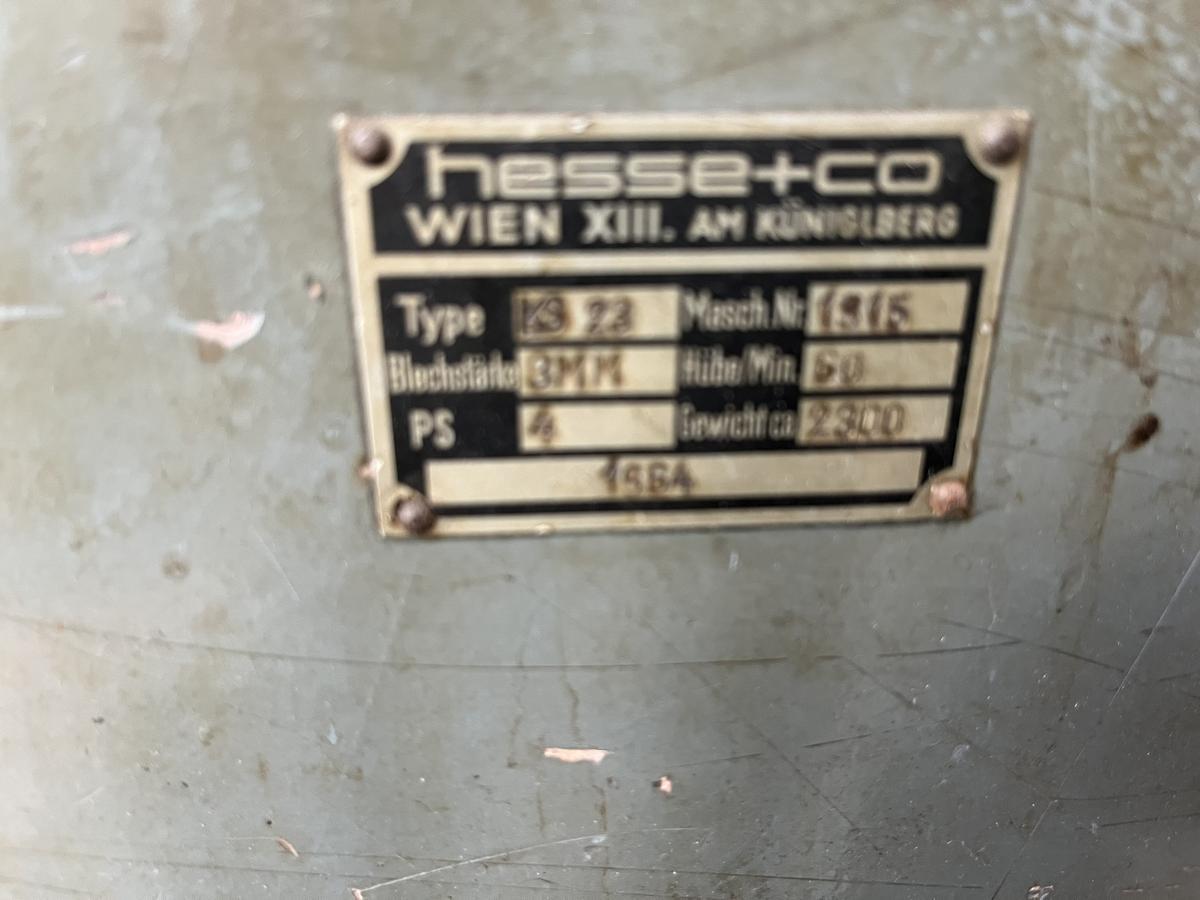 hesse+co
WIEN XIII. AM KÜNIGLBERG
Type KS 23 Masch.Nr. 1915
Blechstärke 3MM Hübe/Min. 60
PS 4 Gewicht ca 2300
1964